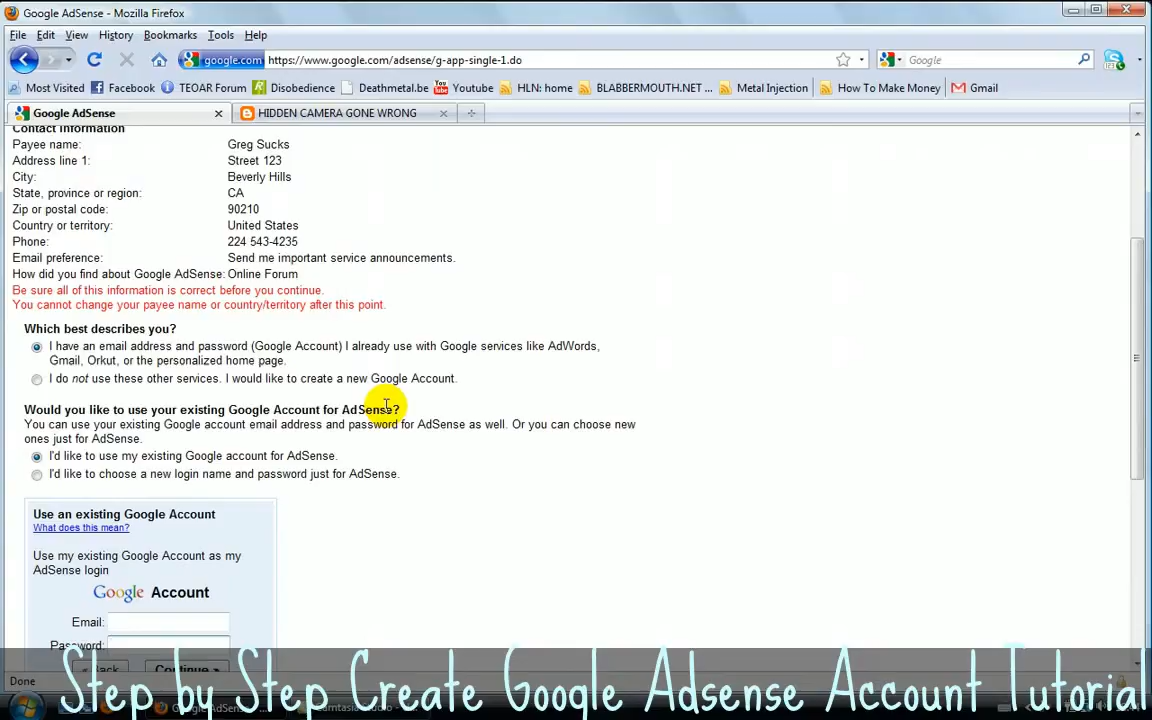 Google AdSense - Mozilla Firefox
File Edit View History Bookmarks Tools Help
google.com https://www.google.com/adsense/g-app-single-1.do
Google
Most Visited Facebook TEOAR Forum Disobedience Deathmetal.be Youtube HLN: home BLABBERMOUTH.NET ... Metal Injection How To Make Money Gmail
Google AdSense HIDDEN CAMERA GONE WRONG
Contact Information
Payee name: Greg Sucks
Address line 1: Street 123
City: Beverly Hills
State, province or region: CA
Zip or postal code: 90210
Country or territory: United States
Phone: 224 543-4235
Email preference: Send me important service announcements.
How did you find about Google AdSense: Online Forum
Be sure all of this information is correct before you continue.
You cannot change your payee name or country/territory after this point.
Which best describes you?
I have an email address and password (Google Account) I already use with Google services like AdWords,
Gmail, Orkut, or the personalized home page.
I do not use these other services. I would like to create a new Google Account.
Would you like to use your existing Google Account for AdSense?
You can use your existing Google account email address and password for AdSense as well. Or you can choose new
ones just for AdSense.
I'd like to use my existing Google account for AdSense.
I'd like to choose a new login name and password just for AdSense.
Use an existing Google Account
What does this mean?
Use my existing Google Account as my
AdSense login
Google Account
Email:
Password:
« Back Continue »
Done
Step by Step Create Google Adsense Account Tutorial